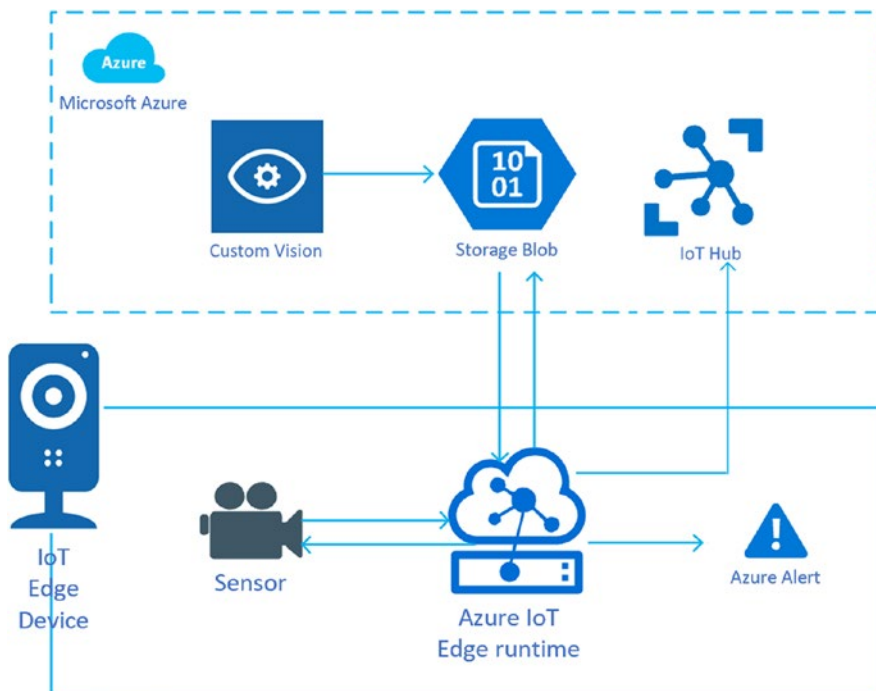 Azure
Microsoft Azure
10
01
Custom Vision
Storage Blob
IoT Hub
IoT
Edge
Device
Sensor
Azure IoT
Edge runtime
Azure Alert